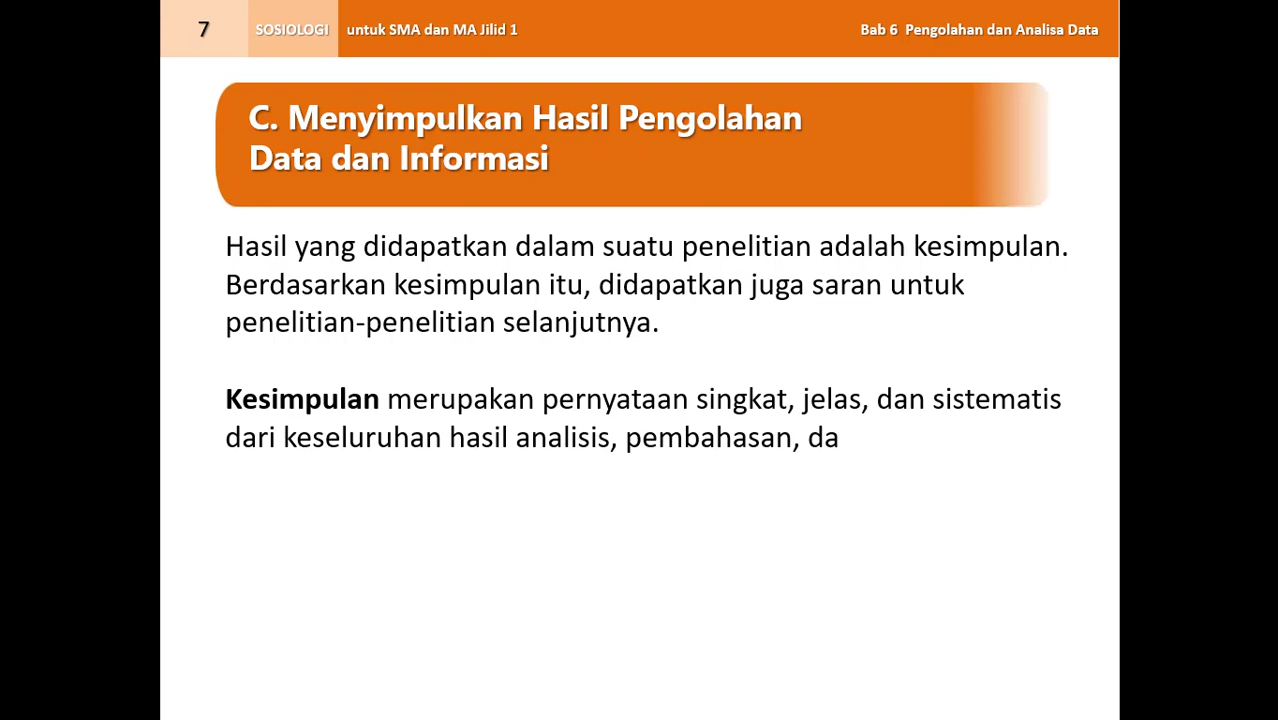 7 SOSIOLOGI untuk SMA dan MA Jilid 1 Bab 6 Pengolahan dan Analisa Data
C. Menyimpulkan Hasil Pengolahan
Data dan Informasi
Hasil yang didapatkan dalam suatu penelitian adalah kesimpulan.
Berdasarkan kesimpulan itu, didapatkan juga saran untuk
penelitian-penelitian selanjutnya.
Kesimpulan merupakan pernyataan singkat, jelas, dan sistematis
dari keseluruhan hasil analisis, pembahasan, da